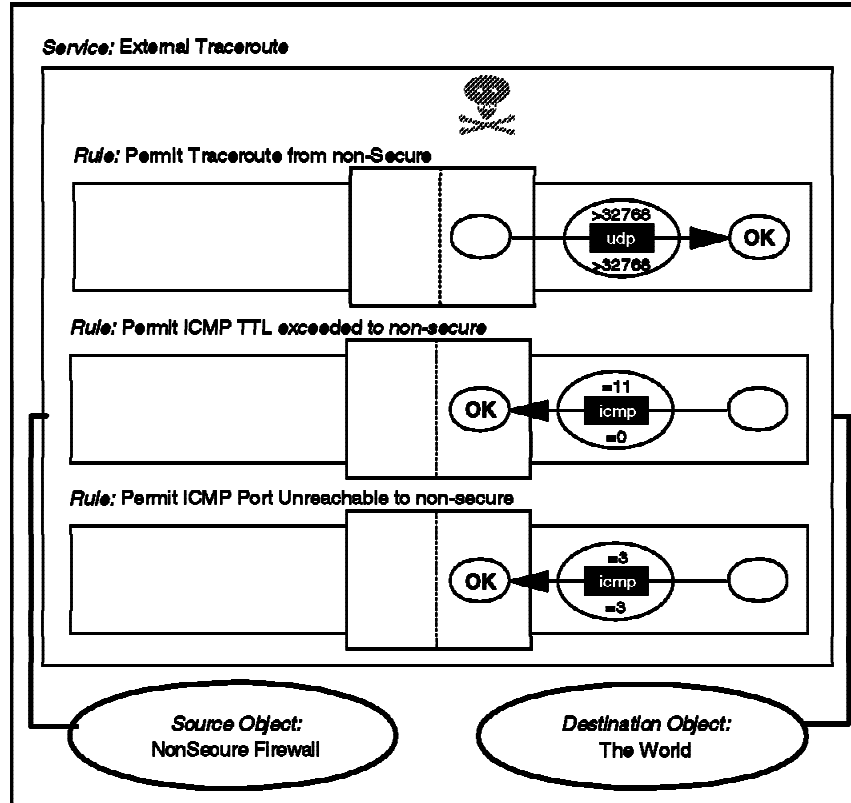 Service: External Traceroute
Rule: Permit Traceroute from non-Secure
>32768
udp
>32768
OK
Rule: Permit ICMP TTL exceeded to non-secure
OK
=11
icmp
=0
Rule: Permit ICMP Port Unreachable to non-secure
OK
=3
icmp
=3
Source Object:
NonSecure Firewall
Destination Object:
The World